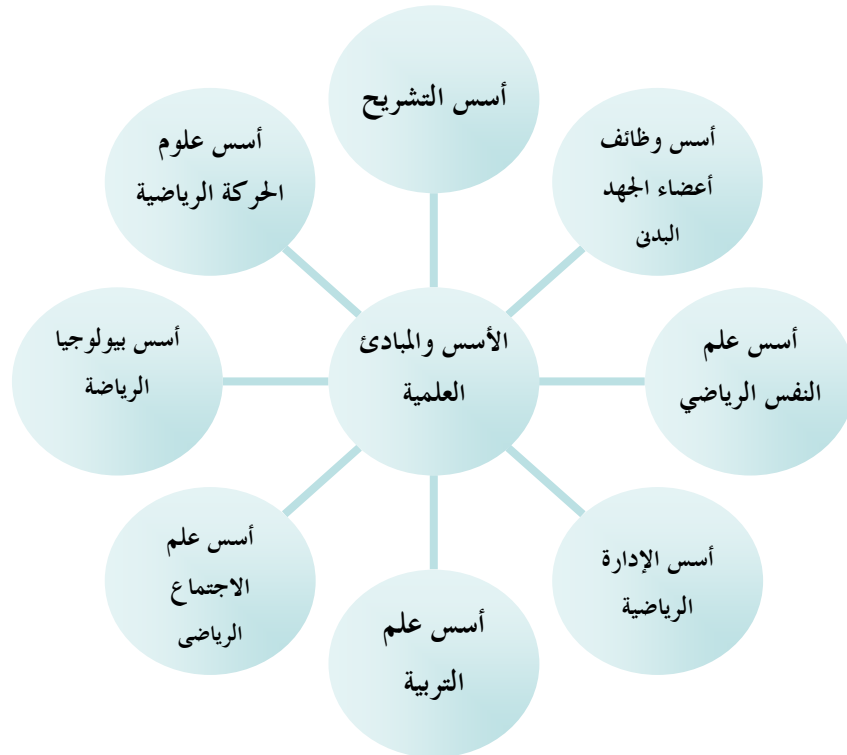 أسس التشريح
أسس وظائف
أعضاء الجهد
البدنى
أسس علم
النفس الرياضي
أسس الإدارة
الرياضية
أسس علم
التربية
أسس علم
الاجتماع
الرياضى
أسس بيولوجيا
الرياضة
أسس علوم
الحركة الرياضية
الأسس والمبادئ
العلمية